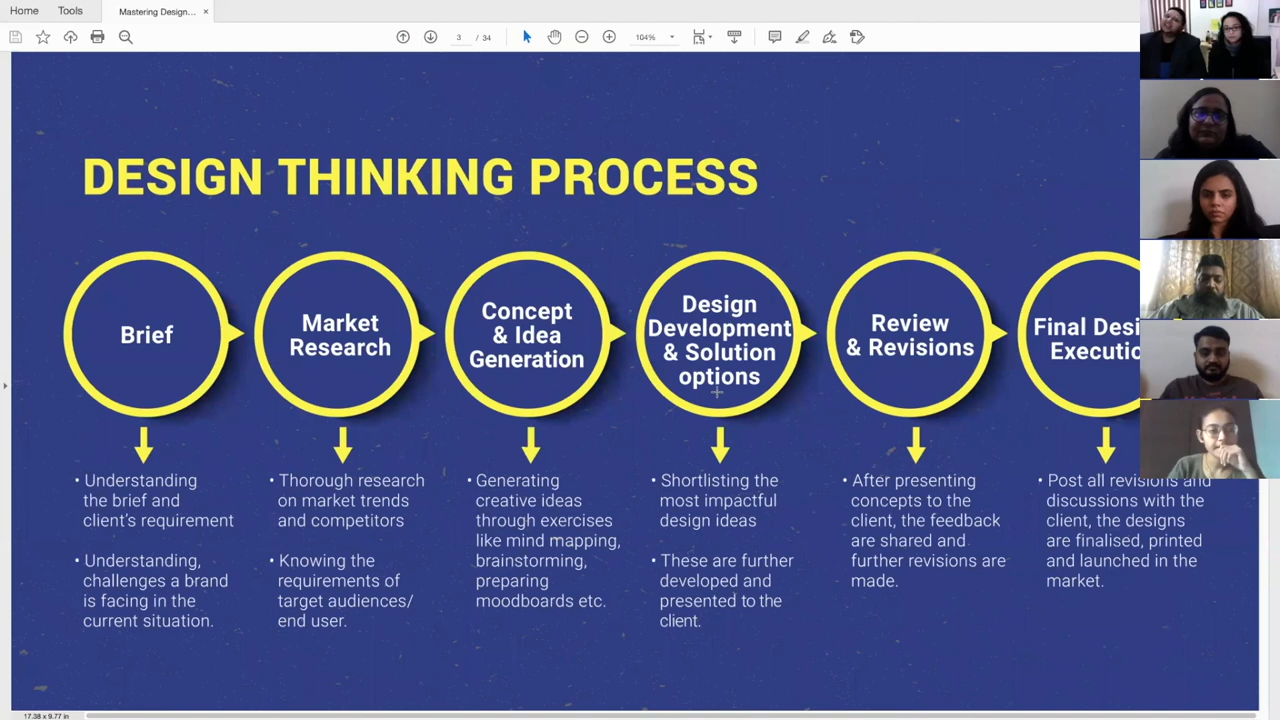 Home
Tools
Mastering Design...
3 / 34
104%
DESIGN THINKING PROCESS
Brief
Market
Research
Concept
& Idea
Generation
Design
Development
& Solution
options
Review
& Revisions
Final Desi
Executio
• Understanding
the brief and
client's requirement
• Understanding,
challenges a brand
is facing in the
current situation.
• Thorough research
on market trends
and competitors
• Knowing the
requirements of
target audiences/
end user.
• Generating
creative ideas
through exercises
like mind mapping,
brainstorming,
preparing
moodboards etc.
• Shortlisting the
most impactful
design ideas
• These are further
developed and
presented to the
client.
• After presenting
concepts to the
client, the feedback
are shared and
further revisions are
made.
• Post all revisions and
discussions with the
client, the designs
are finalised, printed
and launched in the
market.
17.38 x 9.77 in